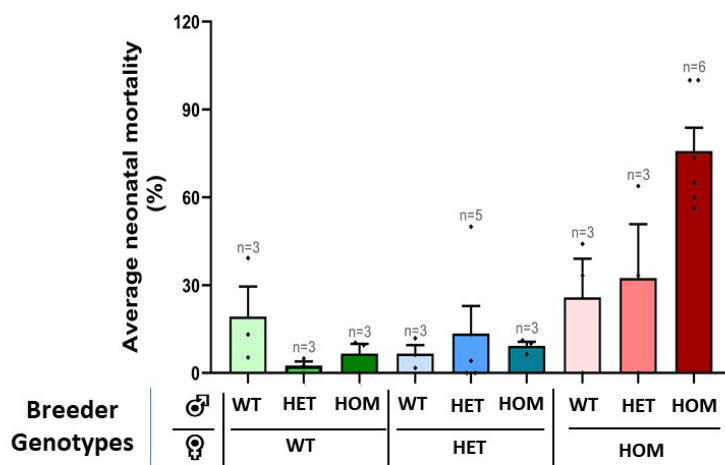 Average neonatal mortality
(%)
120
90
60
30
0
n=3
n=3
n=3
n=3
n=5
n=3
n=3
n=3
n=6
Breeder
Genotypes
♂ WT HET HOM WT HET HOM WT HET HOM
♀ WT HET HOM